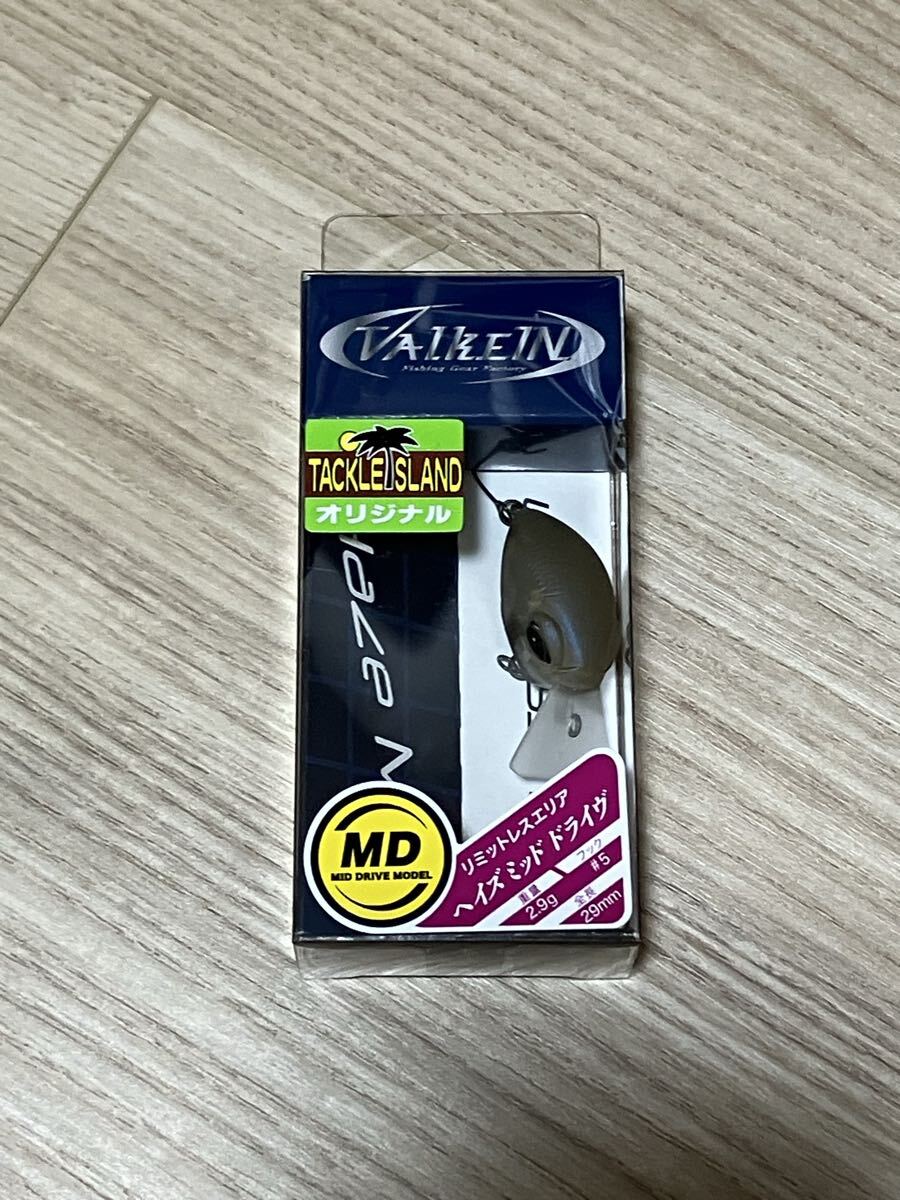 ValkeIN
Fishing Gear Factory
TACKLE ISLAND
オリジナル
Haze M
MD
MID DRIVE MODEL
リミットレスエリア
ヘイズ ミッド ドライヴ
重量 フック #5
2.9g 全長 29mm